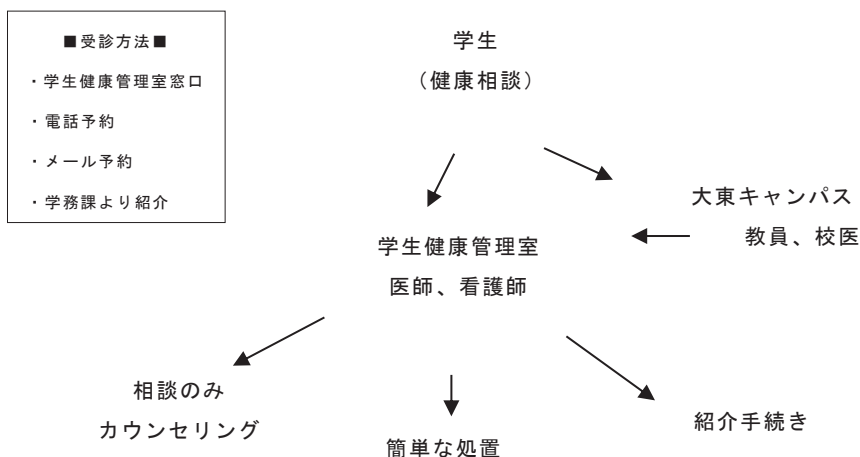 ■受診方法■
・学生健康管理室窓口
・電話予約
・メール予約
・学務課より紹介
学生
（健康相談）
大東キャンパス
教員、校医
学生健康管理室
医師、看護師
相談のみ
カウンセリング
簡単な処置
紹介手続き